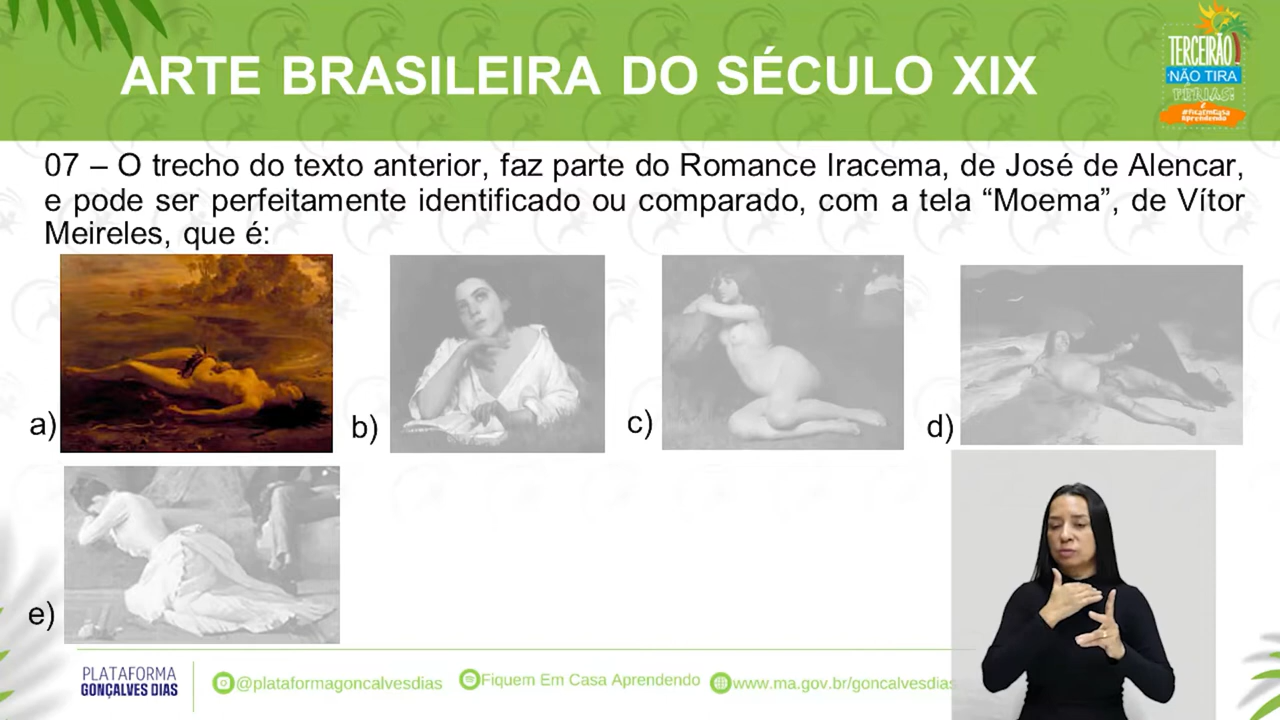 ARTE BRASILEIRA DO SÉCULO XIX
TERCEIRÃO!
NÃO TIRA
FÉRIAS!
É
#FicaEmCasa
Aprendendo
07 – O trecho do texto anterior, faz parte do Romance Iracema, de José de Alencar,
e pode ser perfeitamente identificado ou comparado, com a tela “Moema”, de Vítor
Meireles, que é:
a)
b)
c)
d)
e)
PLATAFORMA
GONÇALVES DIAS
@plataformagoncalvesdias
Fiquem Em Casa Aprendendo
www.ma.gov.br/goncalvesdias